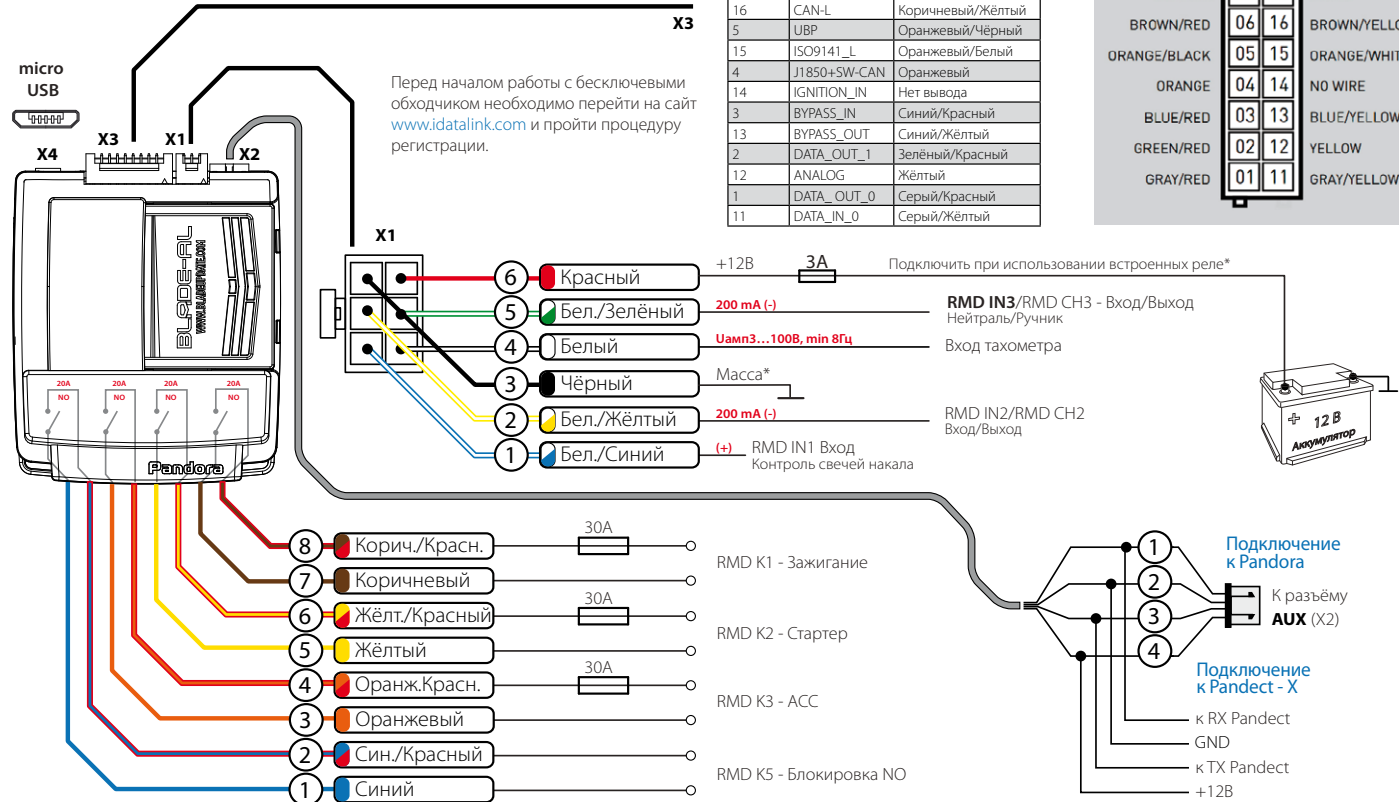 X3
micro
USB
X4
X3
X1
X2
Перед началом работы с бесключевыми
обходчиком необходимо перейти на сайт
www.idatalink.com и пройти процедуру
регистрации.
16 CAN-L Коричневый/Жёлтый
5 UBP Оранжевый/Чёрный
15 ISO9141_L Оранжевый/Белый
4 J1850+SW-CAN Оранжевый
14 IGNITION_IN Нет вывода
3 BYPASS_IN Синий/Красный
13 BYPASS_OUT Синий/Жёлтый
2 DATA_OUT_1 Зелёный/Красный
12 ANALOG Жёлтый
1 DATA_ OUT_0 Серый/Красный
11 DATA_IN_0 Серый/Жёлтый
BROWN/RED 06 16 BROWN/YELLO
ORANGE/BLACK 05 15 ORANGE/WHIT
ORANGE 04 14 NO WIRE
BLUE/RED 03 13 BLUE/YELLOW
GREEN/RED 02 12 YELLOW
GRAY/RED 01 11 GRAY/YELLOW
BLADE-AL
WWW.BLADEUPDATE.COM
20A 20A 20A 20A
NO NO NO NO
Pandora
X1
6 Красный +12В 3А Подключить при использовании встроенных реле*
5 Бел./Зелёный 200 mA (-) RMD IN3/RMD CH3 - Вход/Выход
Нейтраль/Ручник
4 Белый Uамп3...100В, min 8Гц Вход тахометра
3 Чёрный Масса*
2 Бел./Жёлтый 200 mA (-) RMD IN2/RMD CH2
Вход/Выход
1 Бел./Синий (+) RMD IN1 Вход
Контроль свечей накала
+ 12 В
Аккумулятор
8 Корич./Красн. 30А
RMD K1 - Зажигание
7 Коричневый
6 Жёлт./Красный 30А
RMD K2 - Стартер
5 Жёлтый
4 Оранж.Красн. 30А
RMD K3 - ACC
3 Оранжевый
2 Син./Красный
RMD K5 - Блокировка NO
1 Синий
1
2
3
4
Подключение
к Pandora
К разъёму
AUX (X2)
Подключение
к Pandect - X
к RX Pandect
GND
к TX Pandect
+12В